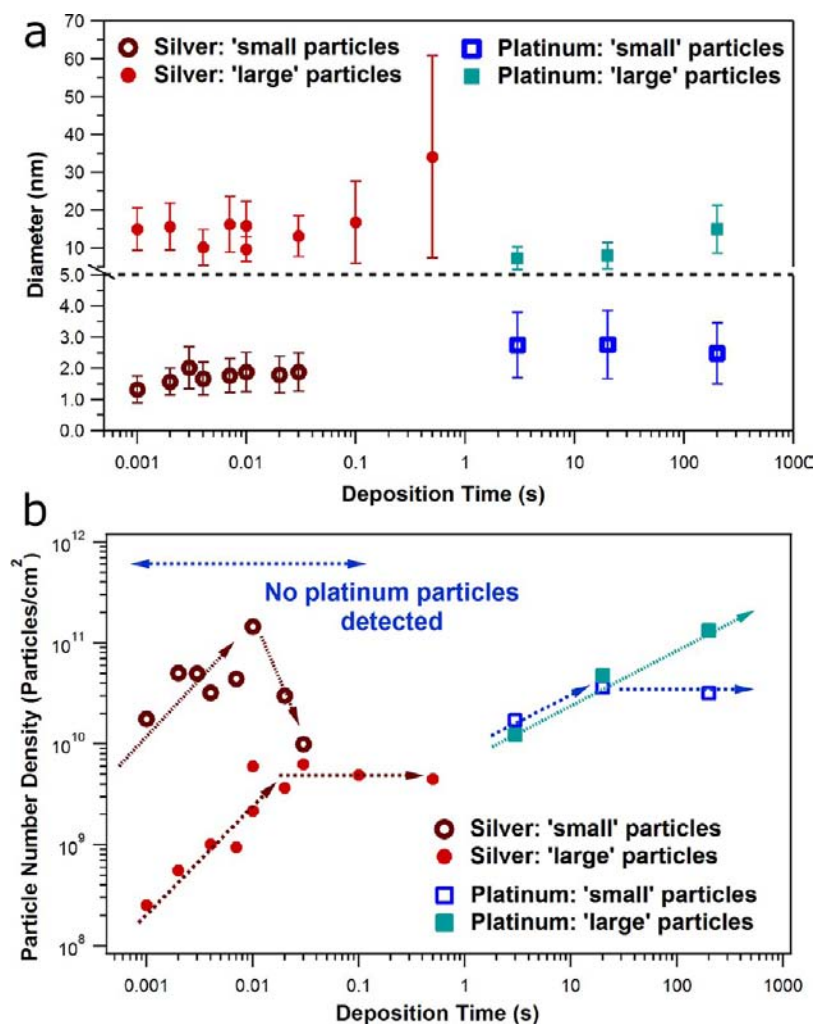 a
70
60
50
40
30
20
10
5.0
4.0
3.0
2.0
1.0
0.0
Diameter (nm)
Silver: 'small particles
Silver: 'large' particles
Platinum: 'small' particles
Platinum: 'large' particles
0.001 0.01 0.1 1 10 100 1000
Deposition Time (s)
b
10¹²
10¹¹
10¹⁰
10⁹
10⁸
Particle Number Density (Particles/cm²)
No platinum particles
detected
Silver: 'small' particles
Silver: 'large' particles
Platinum: 'small' particles
Platinum: 'large' particles
0.001 0.01 0.1 1 10 100 1000
Deposition Time (s)